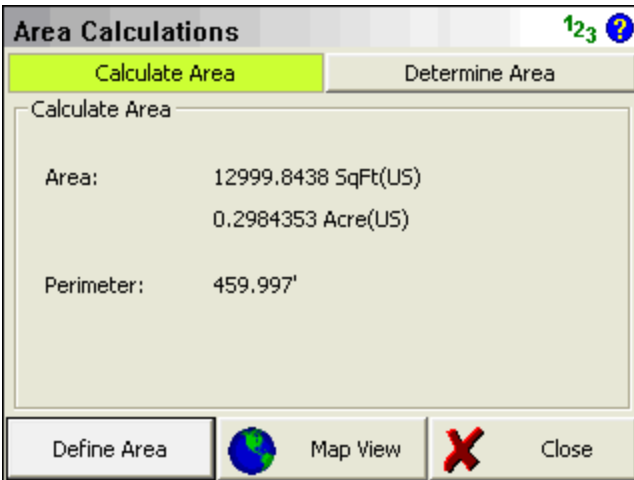 Area Calculations 123 ?
Calculate Area Determine Area
Calculate Area
Area: 12999.8438 SqFt(US)
0.2984353 Acre(US)
Perimeter: 459.997'
Define Area Map View Close